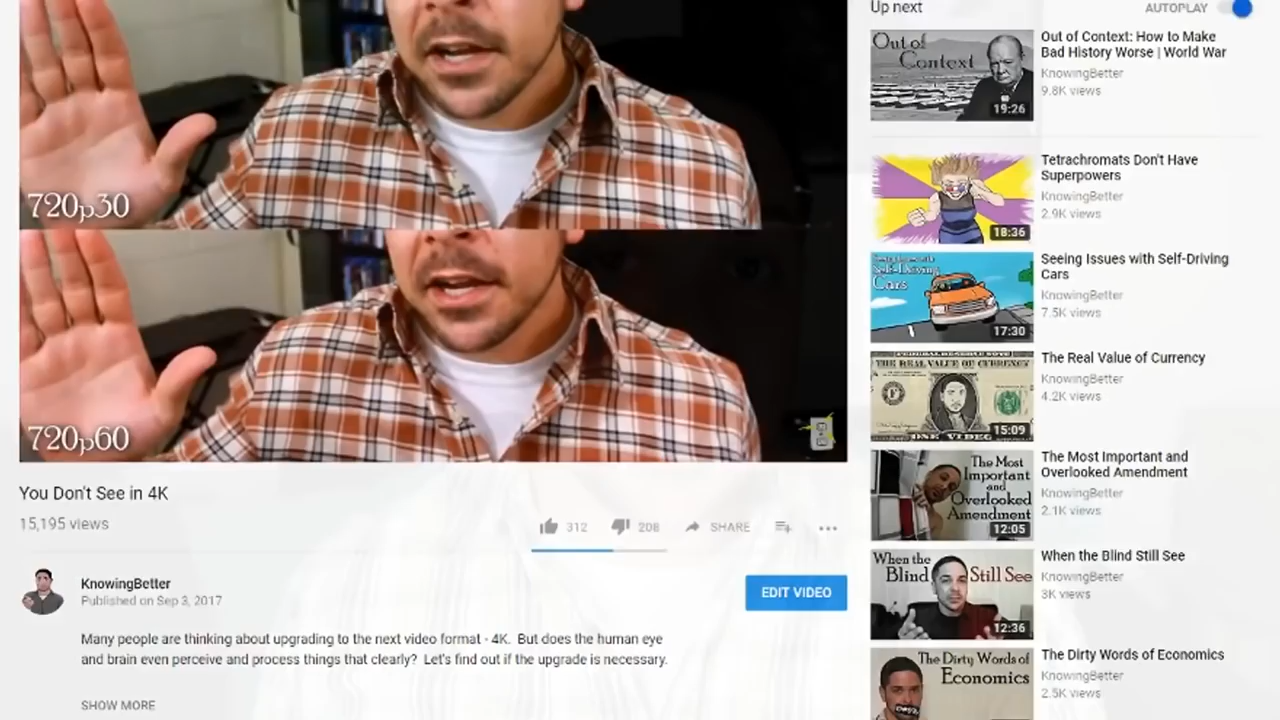 720p30
720p60
You Don't See in 4K
15,195 views
312
208
SHARE
KnowingBetter
Published on Sep 3, 2017
EDIT VIDEO
Many people are thinking about upgrading to the next video format - 4K. But does the human eye
and brain even perceive and process things that clearly? Let's find out if the upgrade is necessary.
SHOW MORE
Up next
AUTOPLAY
Out of
Context
19:26
Out of Context: How to Make
Bad History Worse | World War
KnowingBetter
9.8K views
18:36
Tetrachromats Don't Have
Superpowers
KnowingBetter
2.9K views
Seeing Issues with
Self-Driving
Cars
17:30
Seeing Issues with Self-Driving
Cars
KnowingBetter
7.5K views
FEDERAL RESERVE NOTE
THE REAL VALUE OF CURRENCY
15:09
ONE VIDEO
The Real Value of Currency
KnowingBetter
4.2K views
The Most
Important
and
Overlooked
Amendment
12:05
The Most Important and
Overlooked Amendment
KnowingBetter
2.1K views
When the
Blind Still See
12:36
When the Blind Still See
KnowingBetter
3K views
The Dirty Words of
Economics
The Dirty Words of Economics
KnowingBetter
2.5K views